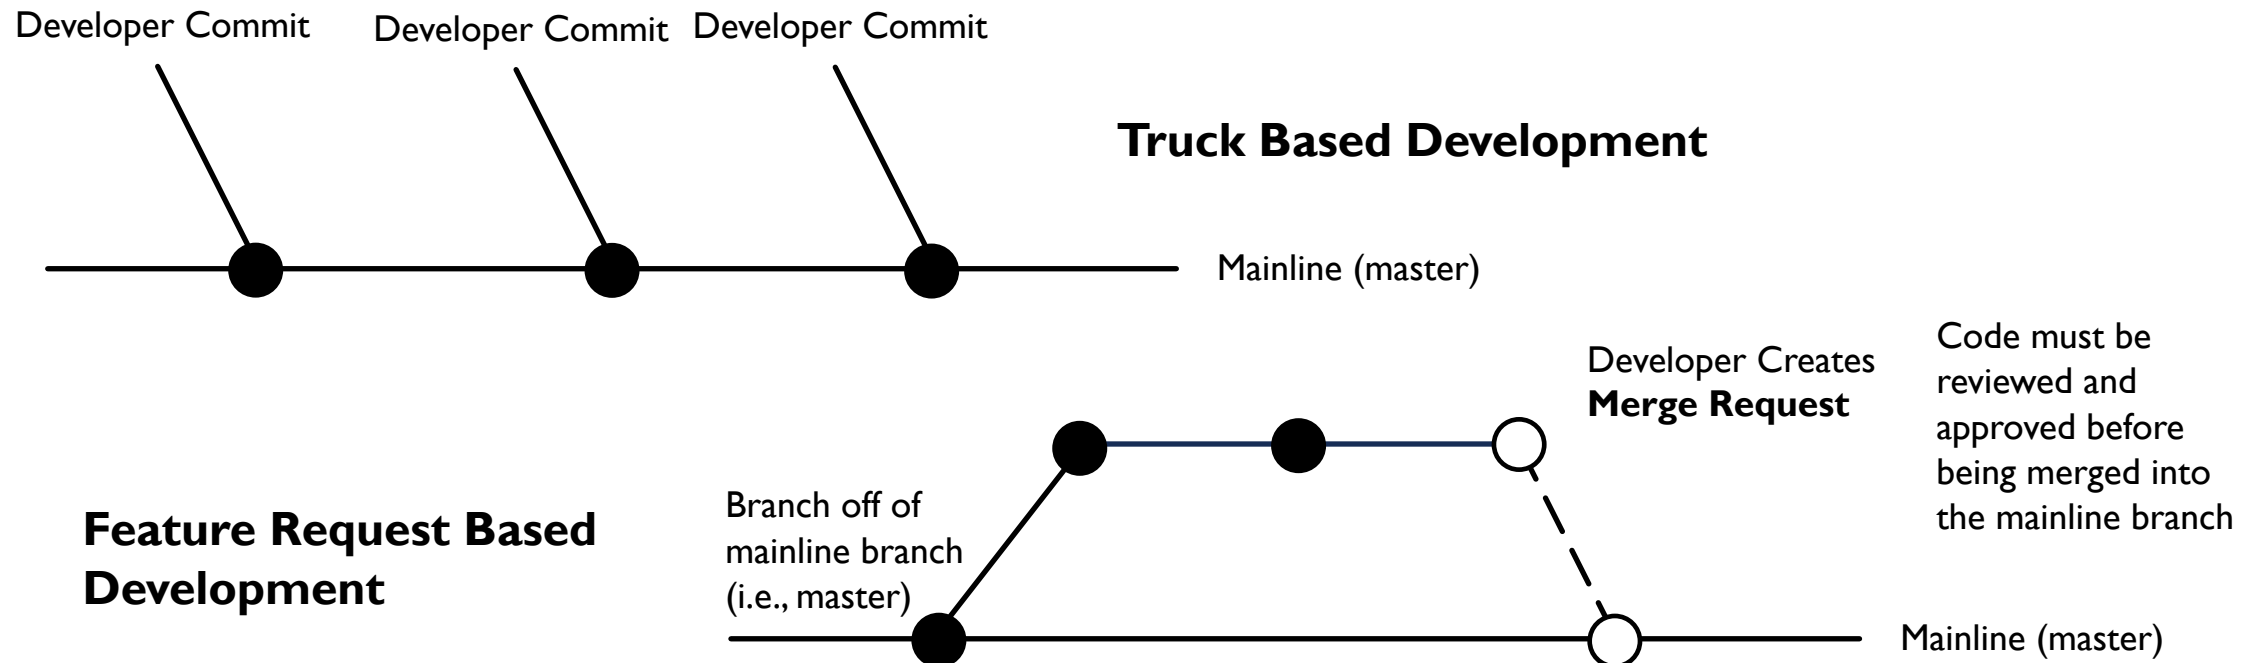 Developer Commit
Developer Commit
Developer Commit
Truck Based Development
Mainline (master)
Developer Creates
Merge Request
Code must be
reviewed and
approved before
being merged into
the mainline branch
Feature Request Based
Development
Branch off of
mainline branch
(i.e., master)
Mainline (master)